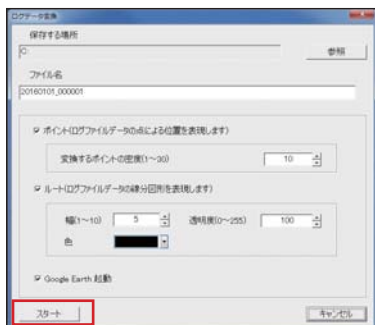 ログデータ変換
保存する場所
C:
参照
ファイル名
20160101_000001
ポイント(ログファイルデータの点による位置を表現します)
変換するポイントの密度(1～30) 10
ルート(ログファイルデータの線分図形を表現します)
幅(1～10) 5 透明度(0～255) 100
色
Google Earth 起動
スタート キャンセル